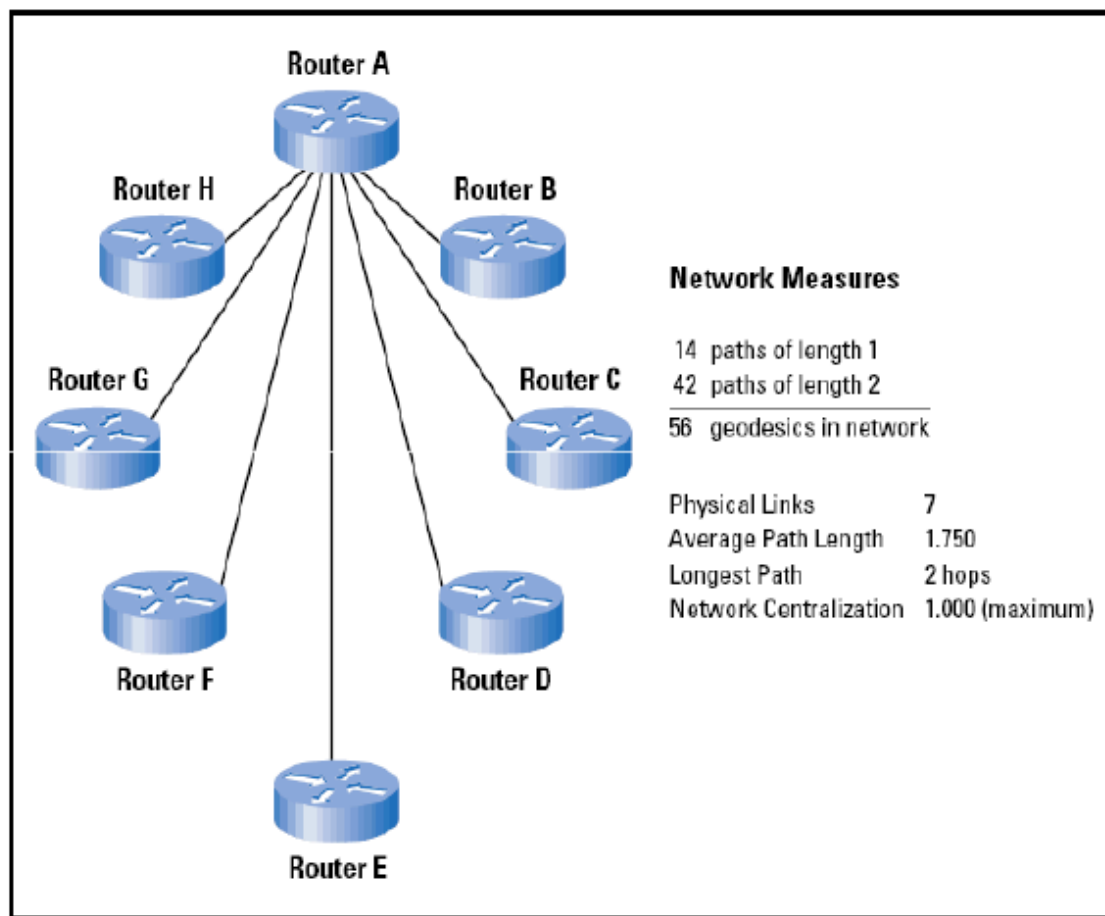 Router A
Router H
Router B
Router G
Router C
Router F
Router D
Router E
Network Measures
14 paths of length 1
42 paths of length 2
56 geodesics in network
Physical Links 7
Average Path Length 1.750
Longest Path 2 hops
Network Centralization 1.000 (maximum)